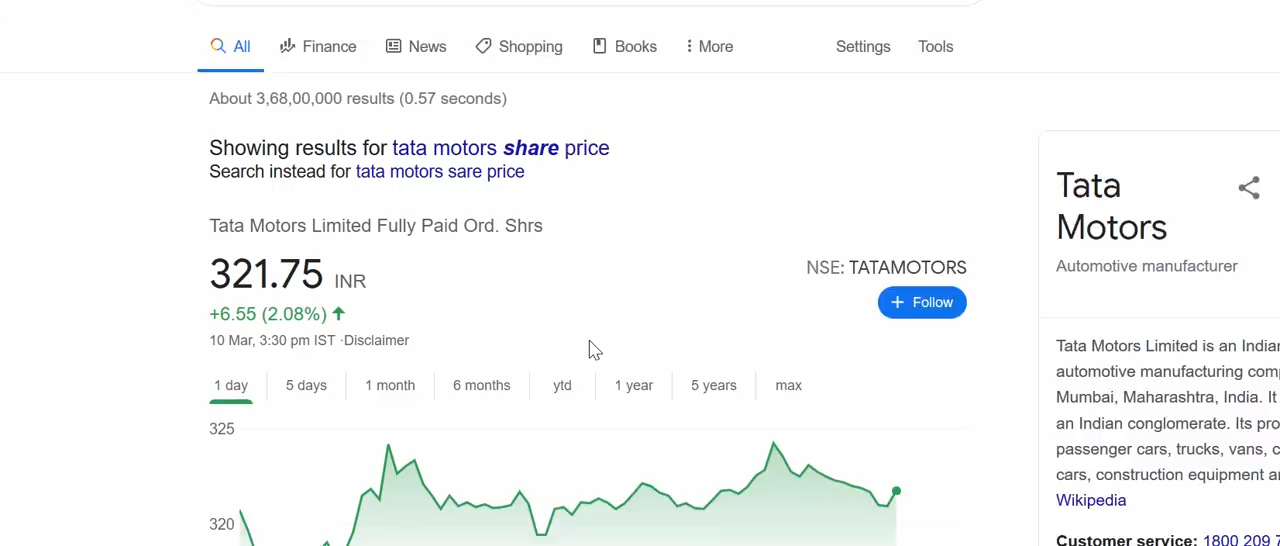 All Finance News Shopping Books More Settings Tools
About 3,68,00,000 results (0.57 seconds)
Showing results for tata motors share price
Search instead for tata motors sare price
Tata Motors Limited Fully Paid Ord. Shrs
321.75 INR
+6.55 (2.08%)
10 Mar, 3:30 pm IST ·Disclaimer
NSE: TATAMOTORS
+ Follow
1 day 5 days 1 month 6 months ytd 1 year 5 years max
325
320
Tata
Motors
Automotive manufacturer
Tata Motors Limited is an Indian
automotive manufacturing
Mumbai, Maharashtra, India. It
an Indian conglomerate. Its
passenger cars, trucks, vans,
cars, construction equipment
Wikipedia
Customer service: 1800 209